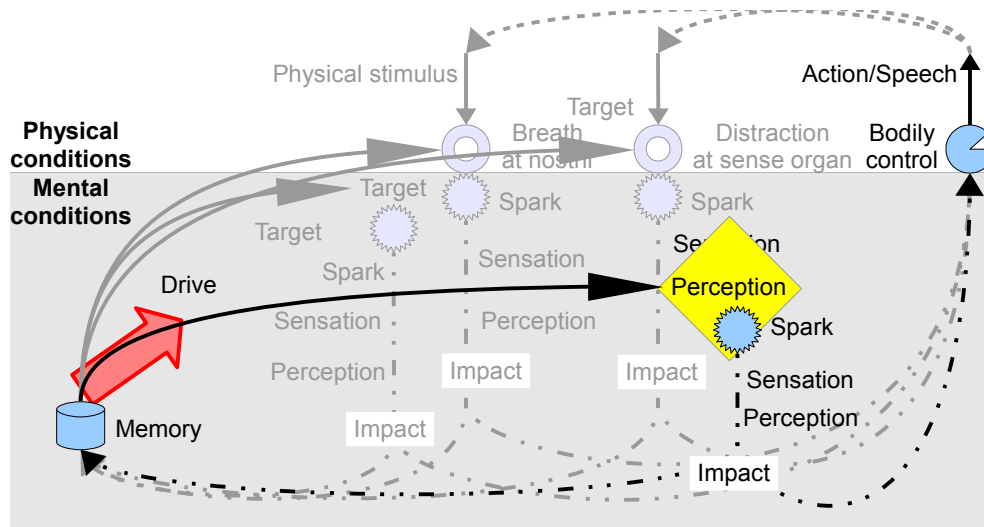 Physical stimulus
Action/Speech
Target
Physical
conditions
Breath
at nostril
Distraction
at sense organ
Bodily
control
Mental
conditions
Target
Spark
Spark
Target
Sensation
Sensation
Spark
Drive
Perception
Sensation
Perception
Spark
Perception
Impact
Impact
Sensation
Perception
Memory
Impact
Impact